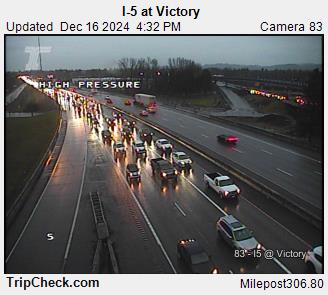 I-5 at Victory
Updated  Dec 16 2024  4:32 PM
Camera 83
HIGH PRESSURE
S
83 - I5 @ Victory
TripCheck.com
Milepost306.80